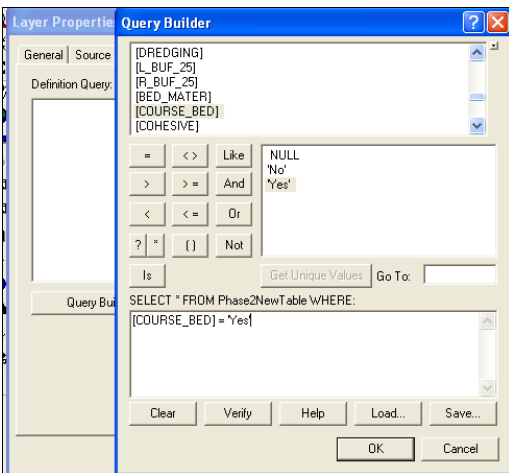 Layer Propertie
Query Builder
General
Source
Definition Query:
Query Bui
[DREDGING]
[L_BUF_25]
[R_BUF_25]
[BED_MATER]
[COURSE_BED]
[COHESIVE]
= <> Like
> >= And
< <= Or
? * () Not
Is
NULL
'No'
'Yes'
Get Unique Values
Go To:
SELECT * FROM Phase2NewTable WHERE:
[COURSE_BED] = 'Yes'
Clear
Verify
Help
Load...
Save...
OK
Cancel